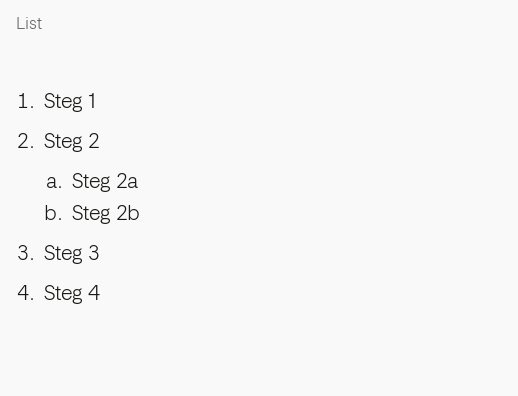 List
1. Steg 1
2. Steg 2
a. Steg 2a
b. Steg 2b
3. Steg 3
4. Steg 4